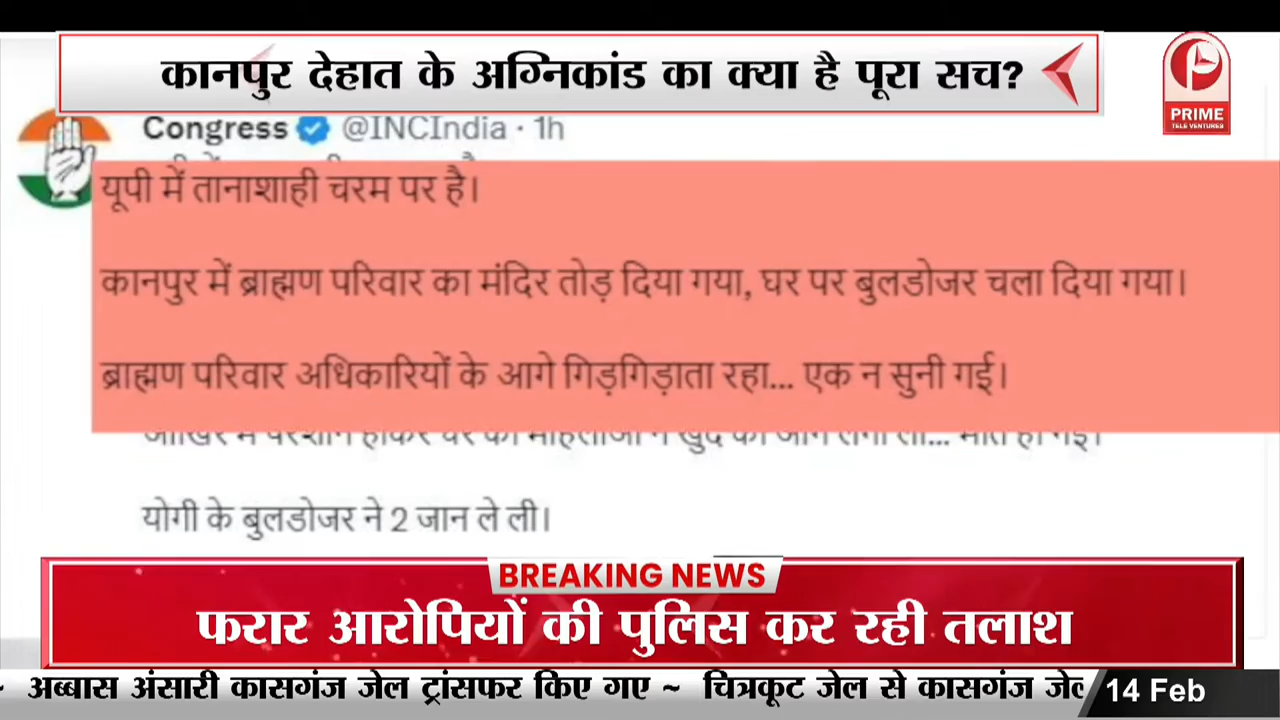 कानपुर देहात के अग्निकांड का क्या है पूरा सच?
PRIME
TELE VENTURES
Congress @INCIndia · 1h
यूपी में तानाशाही चरम पर है।
कानपुर में ब्राह्मण परिवार का मंदिर तोड़ दिया गया, घर पर बुलडोजर चला दिया गया।
ब्राह्मण परिवार अधिकारियों के आगे गिड़गिड़ाता रहा... एक न सुनी गई।
योगी के बुलडोजर ने 2 जान ले ली।
BREAKING NEWS
फरार आरोपियों की पुलिस कर रही तलाश
~ अब्बास अंसारी कासगंज जेल ट्रांसफर किए गए ~ चित्रकूट जेल से कासगंज
14 Feb